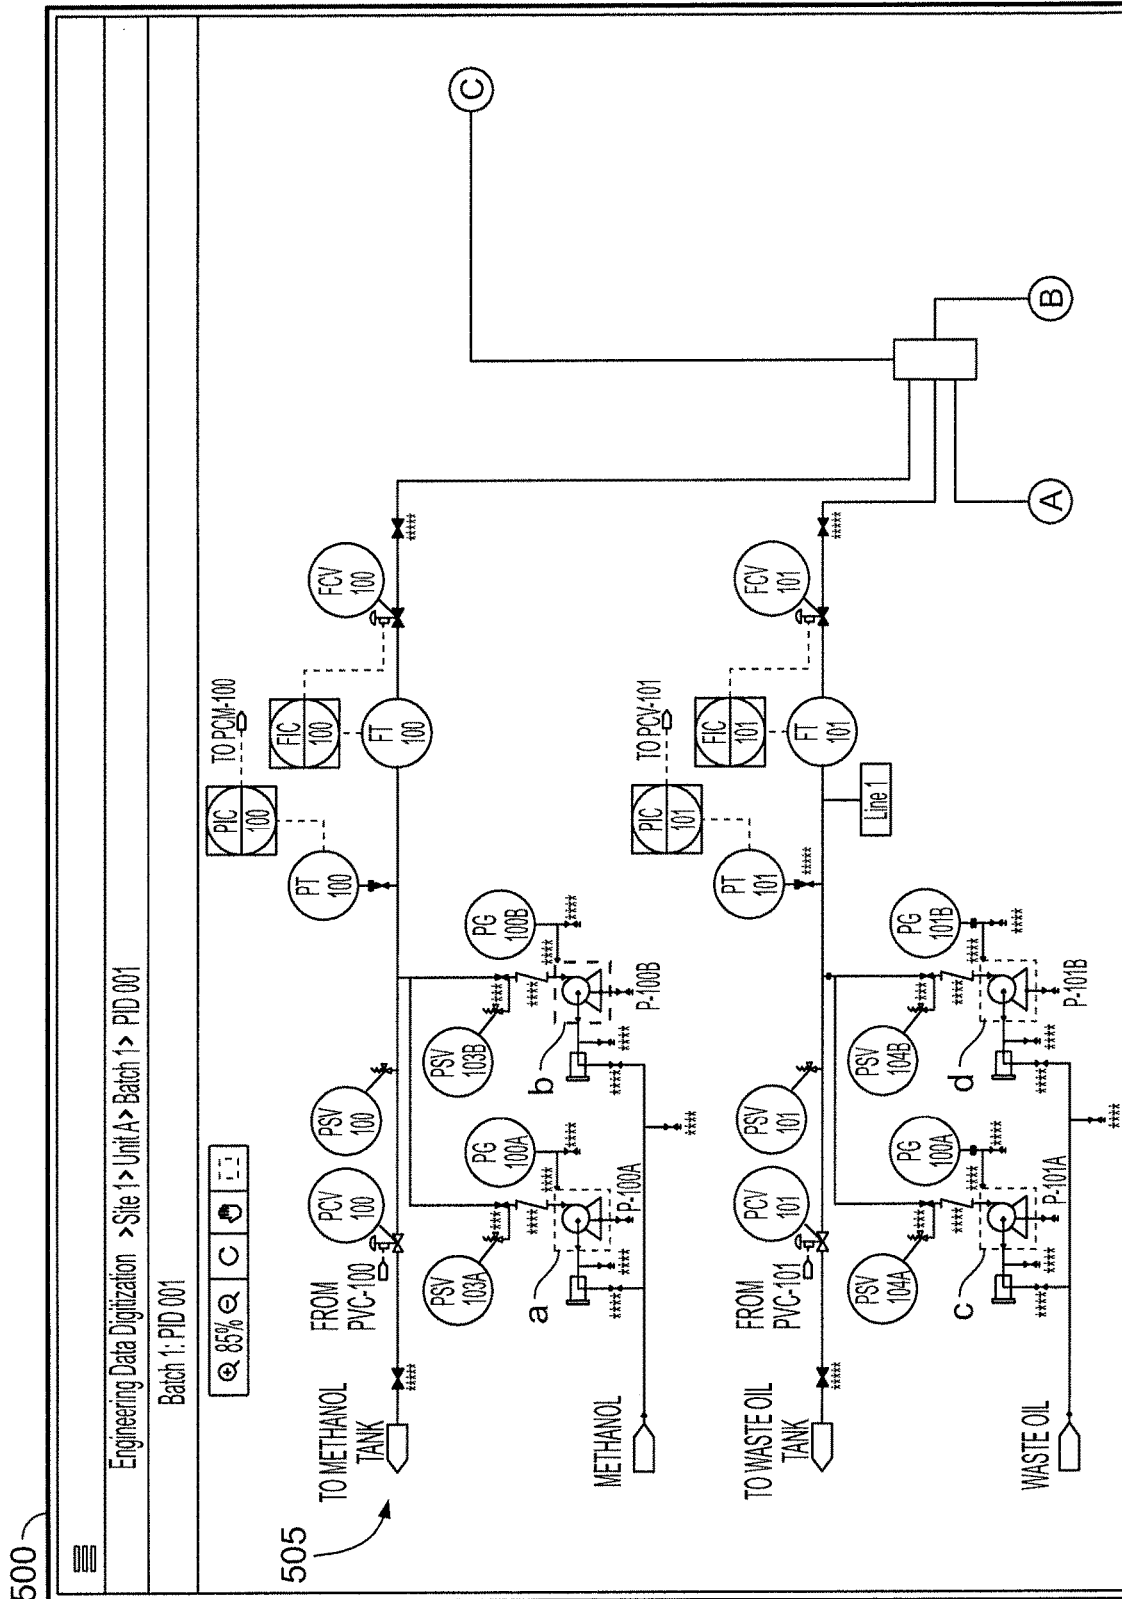 500
Engineering Data Digitization >Site 1> Unit A> Batch 1> PID 001
Batch 1: PID 001
85%
505
TO METHANOL
TANK
FROM
PVC-100
PCV
100
PSV
100
PT
100
PIC
100
TO PCM-100
FIC
100
FT
100
FCV
100
*****
*****
C
PSV
103A
PG
100A
PSV
103B
PG
100B
****
****
****
****
****
****
****
****
****
****
****
a
P-100A
b
P-100B
METHANOL
TO WASTE OIL
TANK
FROM
PVC-101
PCV
101
PSV
101
PT
101
*****
PIC
101
TO PCV-101
FIC
101
FT
101
FCV
101
*****
*****
Line 1
PSV
104A
PG
100A
PSV
104B
PG
101B
****
****
****
****
****
****
****
****
****
****
****
c
P-101A
d
P-101B
WASTE OIL
A
B